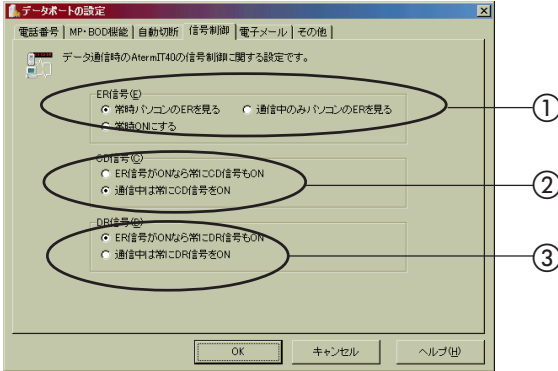 データポートの設定
電話番号 MP・BOD機能 自動切断 信号制御 電子メール その他
データ通信時のAtermIT40の信号制御に関する設定です。
ER信号(E)
常時パソコンのERを見る 通信中のみパソコンのERを見る
常時ONにする
①
CD信号(C)
ER信号がONなら常にCD信号もON
通信中は常にCD信号をON
②
DR信号(D)
ER信号がONなら常にDR信号もON
通信中は常にDR信号をON
③
OK キャンセル ヘルプ(H)